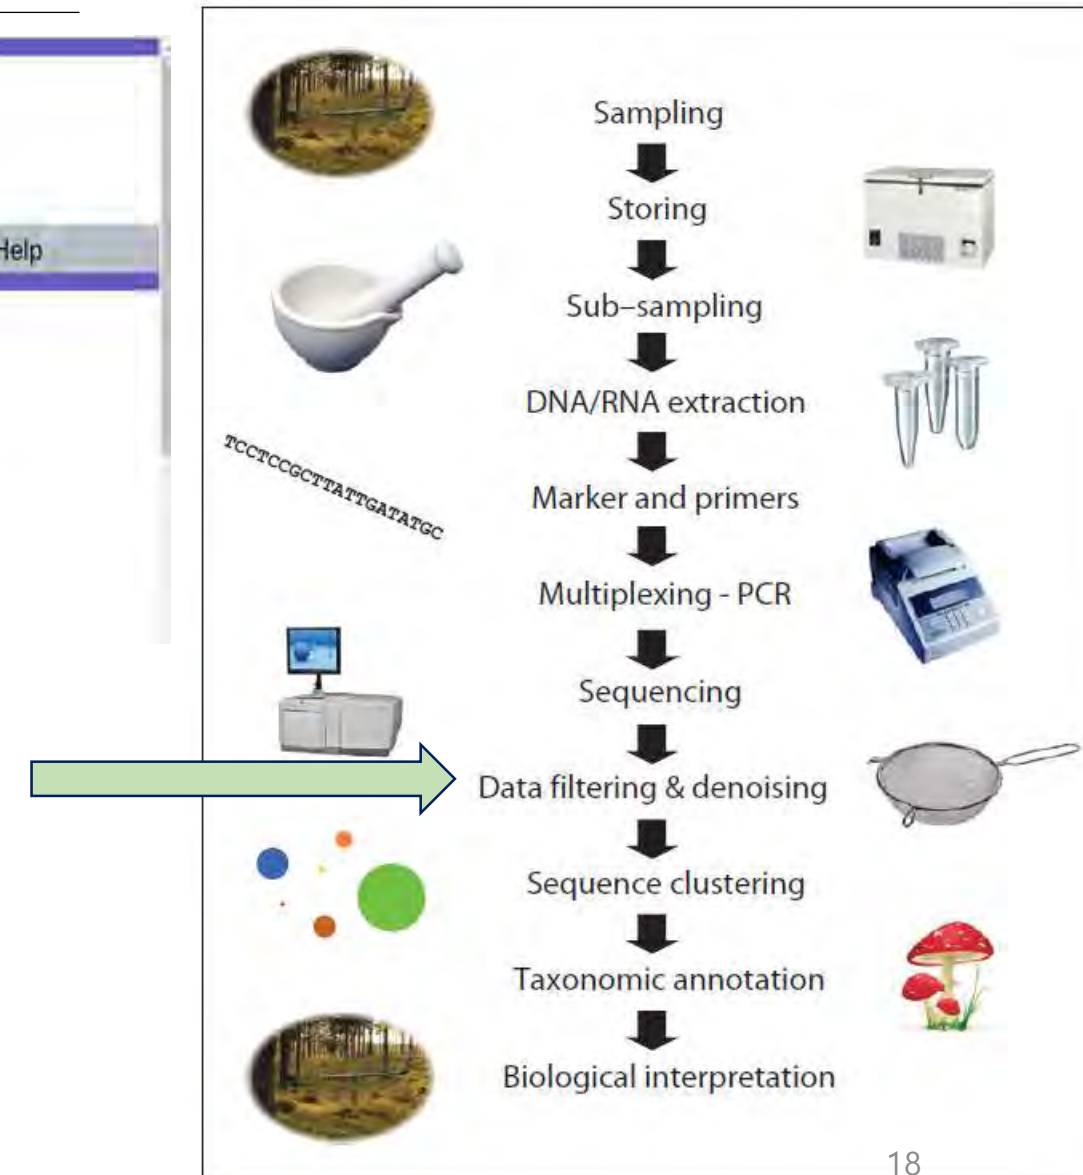 Help
Sampling
Storing
Sub–sampling
DNA/RNA extraction
TCCTCCGCTTATTGATATGC
Marker and primers
Multiplexing - PCR
Sequencing
Data filtering & denoising
Sequence clustering
Taxonomic annotation
Biological interpretation
18